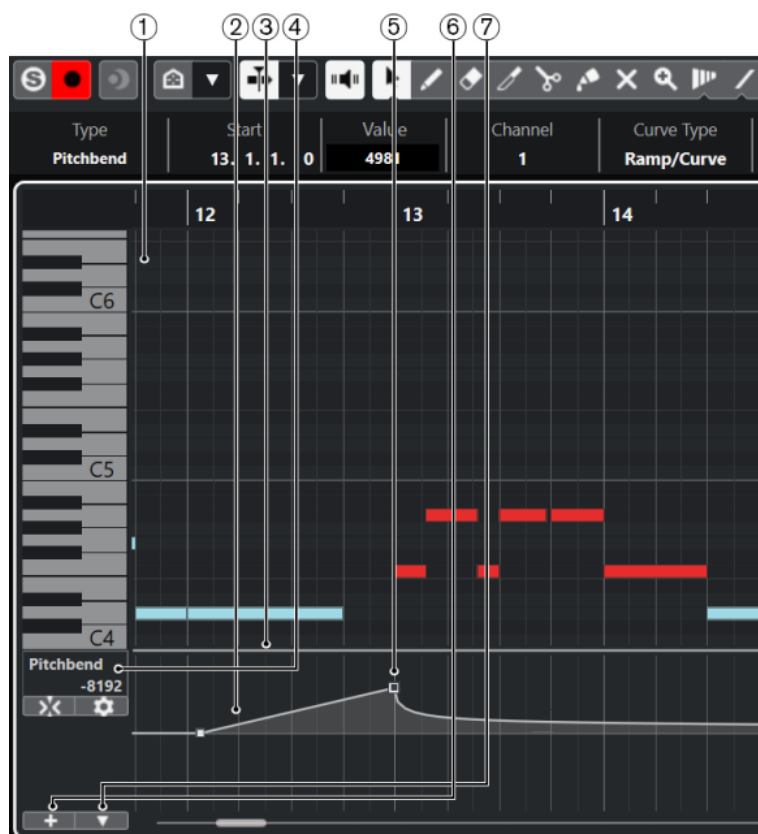 ① ② ③ ④ ⑤ ⑥ ⑦
S
Type Start Value Channel Curve Type
Pitchbend 13. 1. 1. 0 4981 1 Ramp/Curve
12 13 14
C6
C5
C4
Pitchbend
-8192